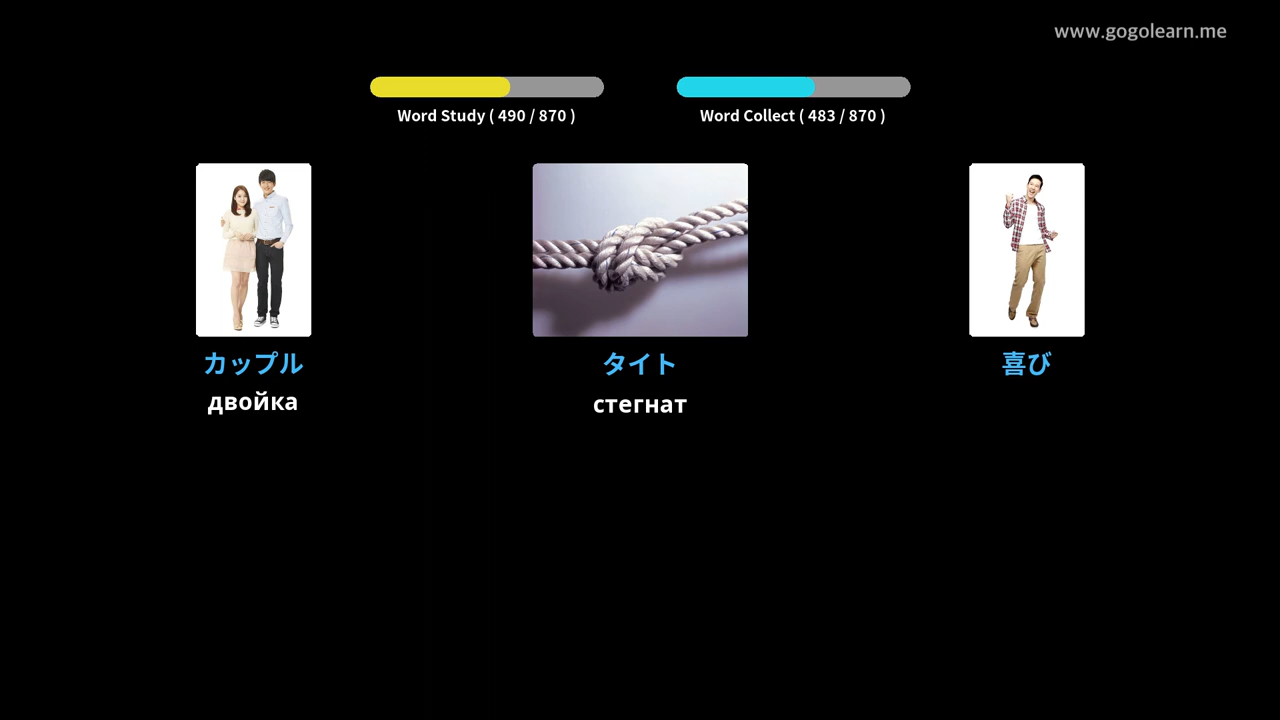 www.gogolearn.me
Word Study ( 490 / 870 )
Word Collect ( 483 / 870 )
カップル
タイト
喜び
двойка
стегнат